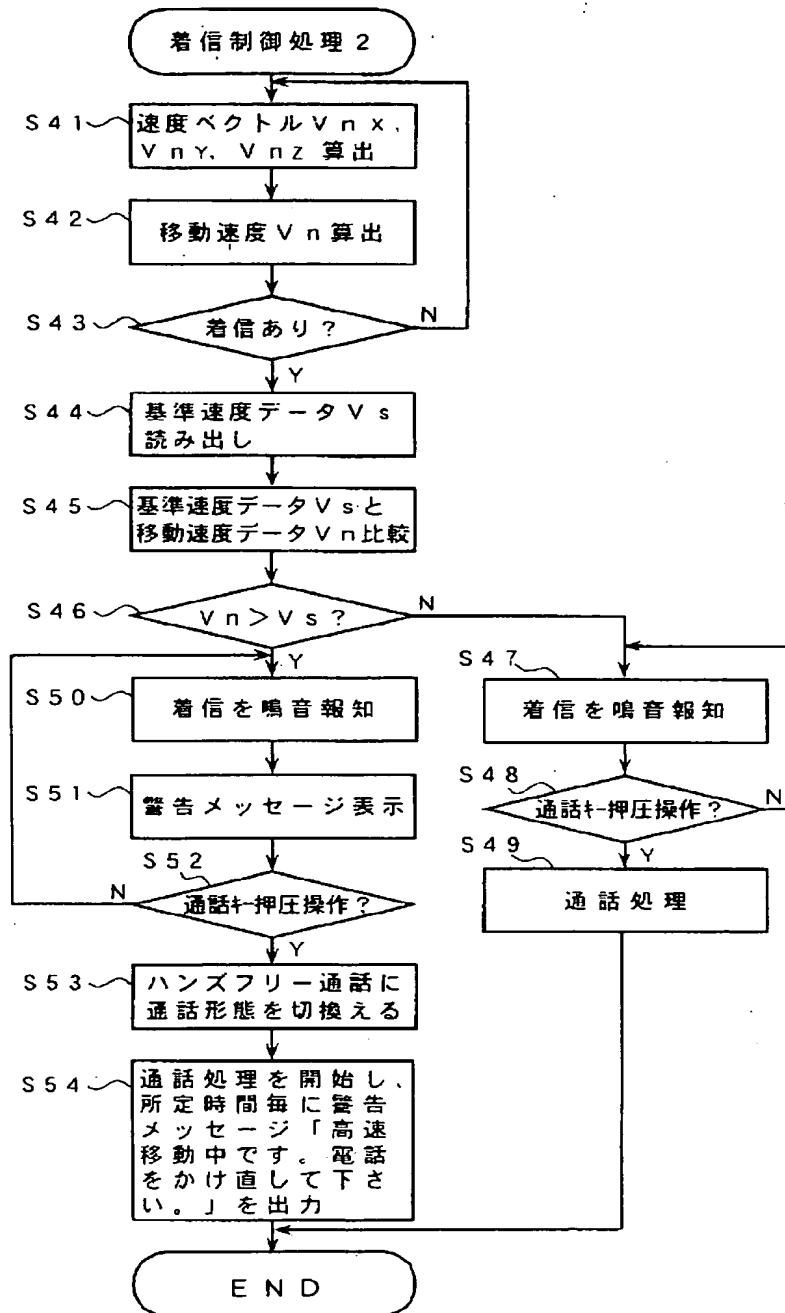 着信制御処理2
S41
速度ベクトルVnX,
VnY, VnZ 算出
S42
移動速度Vn算出
S43
着信あり?
N
Y
S44
基準速度データVs
読み出し
S45
基準速度データVsと
移動速度データVn比較
S46
Vn>Vs?
N
Y
S50
着信を鳴音報知
S51
警告メッセージ表示
S52
通話キー押圧操作?
N
Y
S53
ハンズフリー通話に
通話形態を切換える
S54
通話処理を開始し、
所定時間毎に警告
メッセージ「高速
移動中です。電話
をかけ直して下さ
い。」を出力
S47
着信を鳴音報知
S48
通話キー押圧操作?
N
Y
S49
通話処理
END